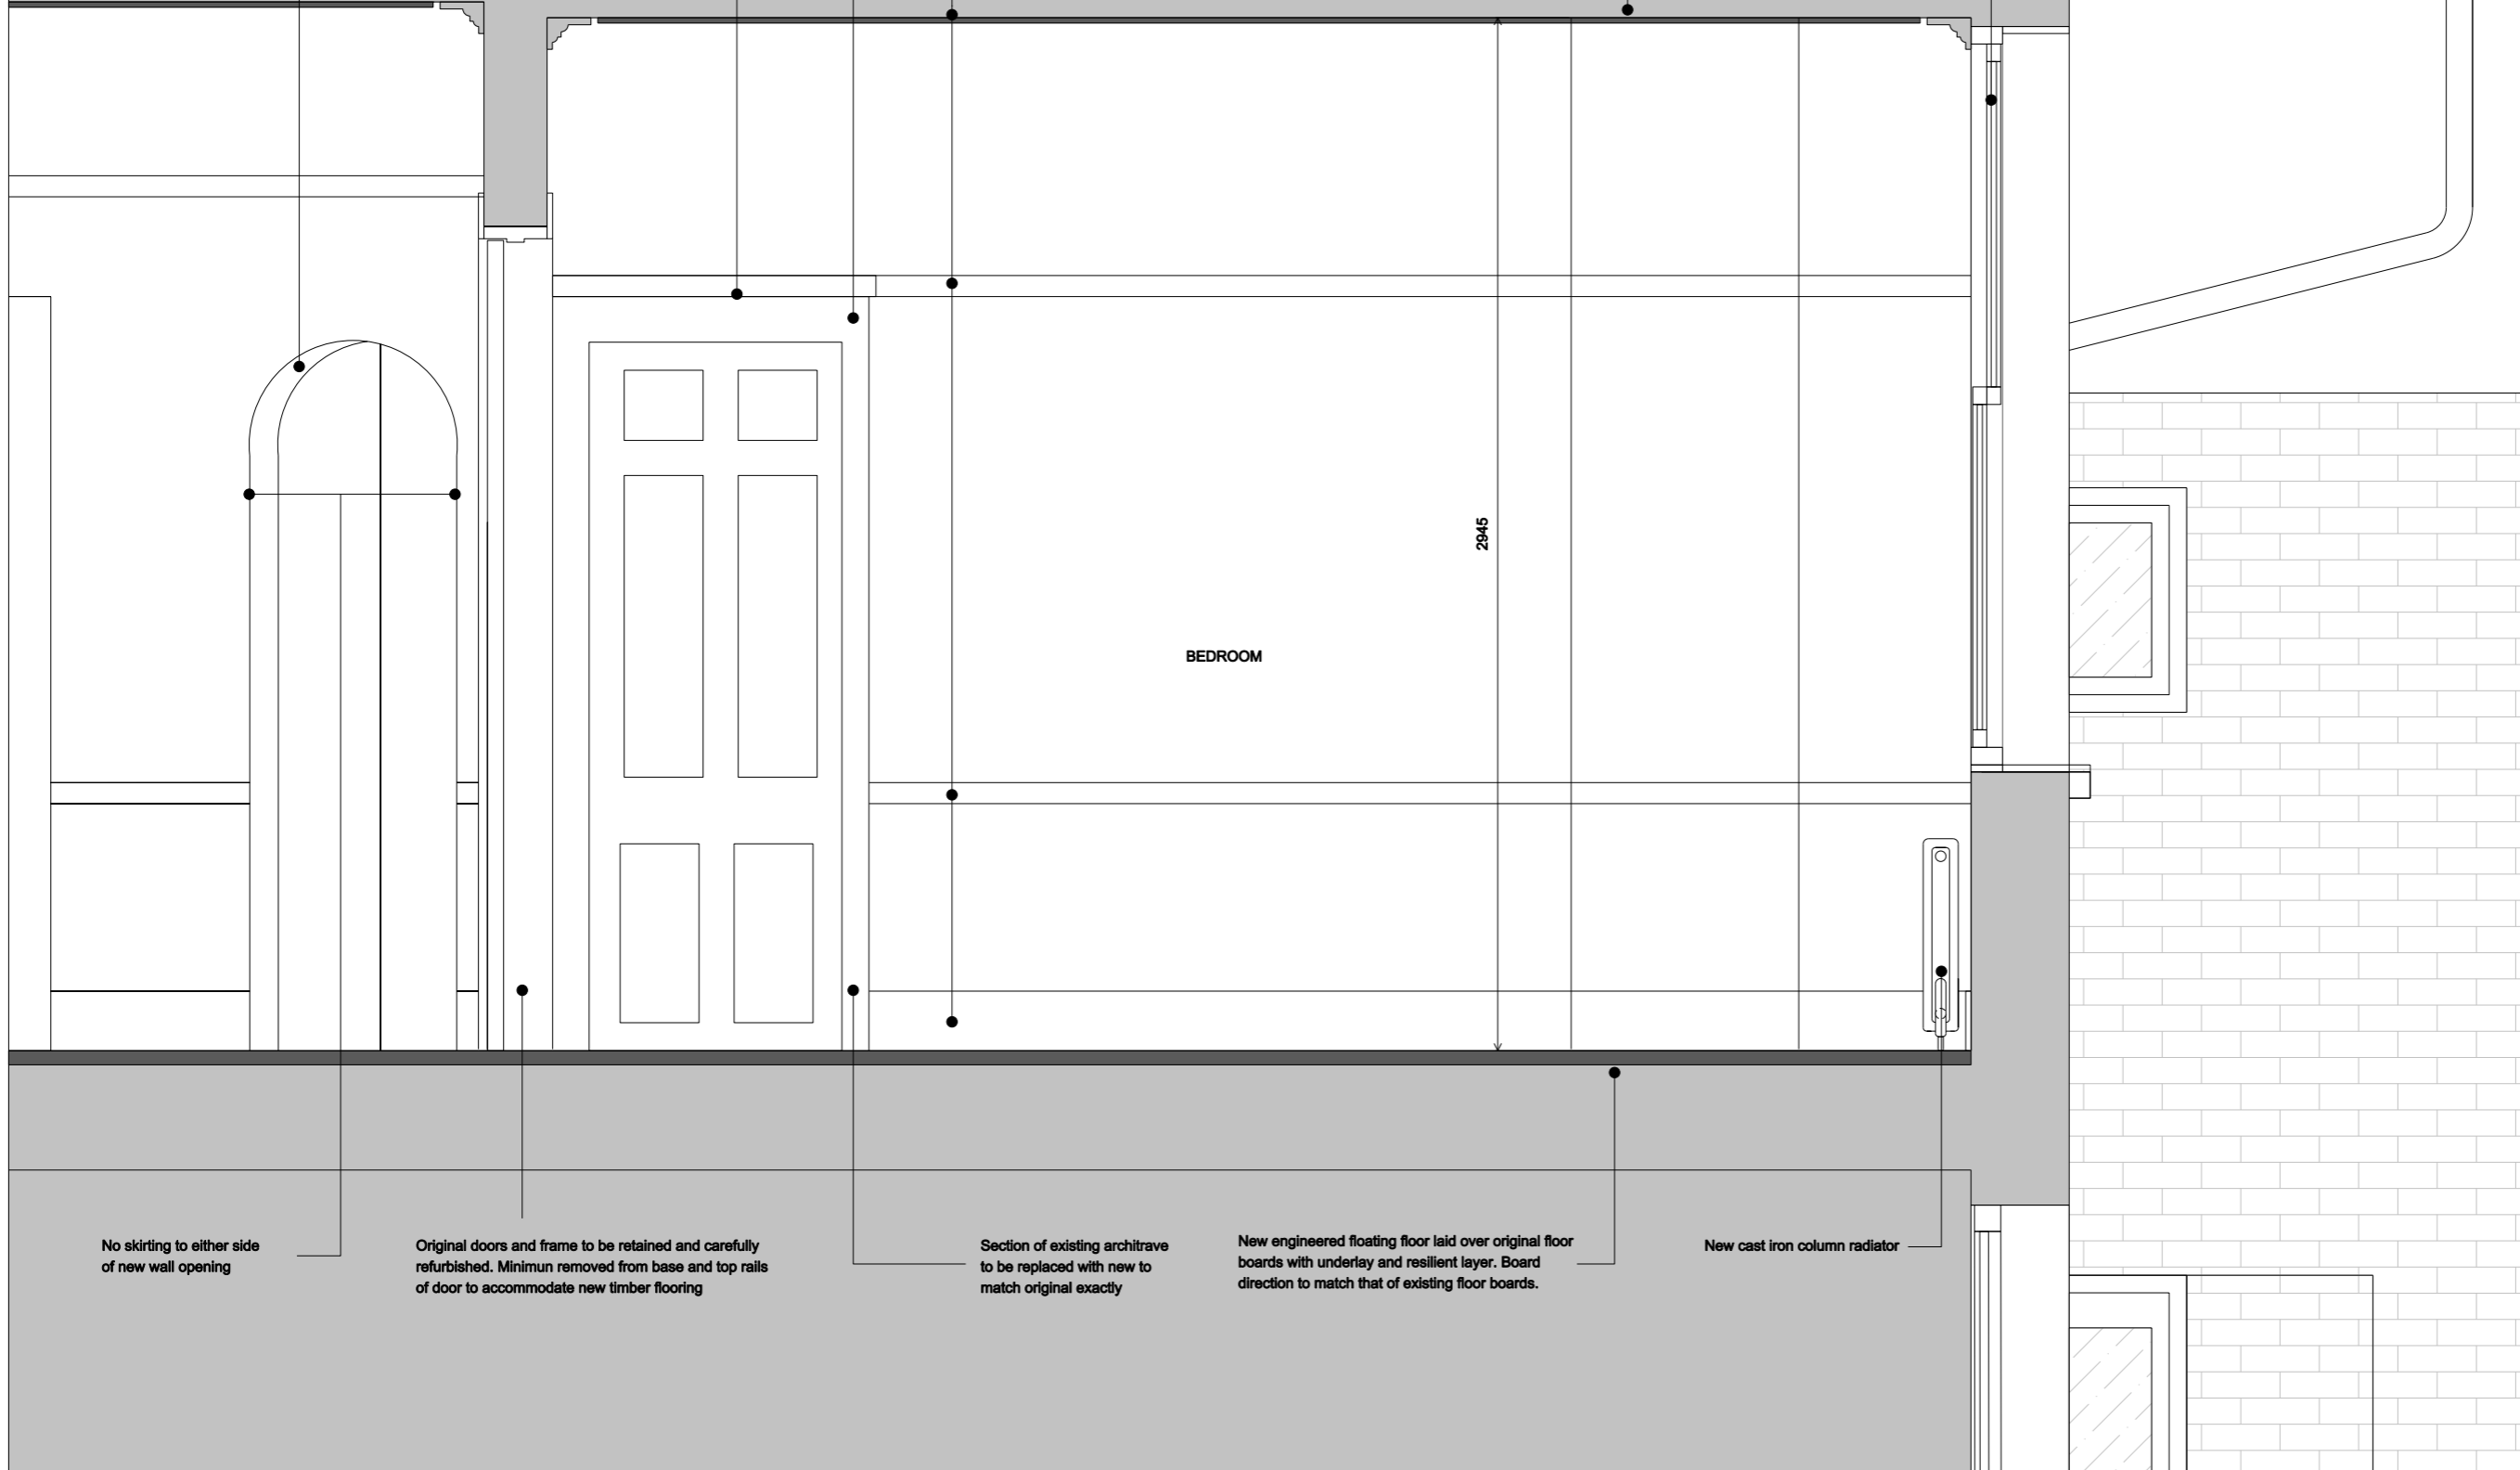 2945
BEDROOM
No skirting to either side
of new wall opening
Original doors and frame to be retained and carefully
refurbished. Minimun removed from base and top rails
of door to accommodate new timber flooring
Section of existing architrave
to be replaced with new to
match original exactly
New engineered floating floor laid over original floor
boards with underlay and resilient layer. Board
direction to match that of existing floor boards.
New cast iron column radiator